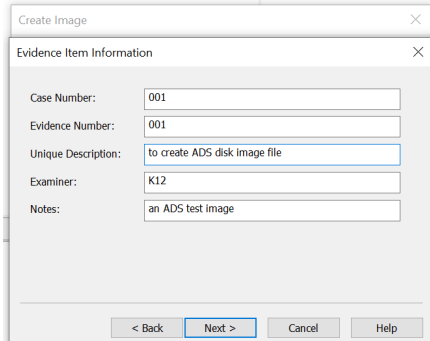 Create Image
Evidence Item Information
Case Number: 001
Evidence Number: 001
Unique Description: to create ADS disk image file
Examiner: K12
Notes: an ADS test image
< Back Next > Cancel Help